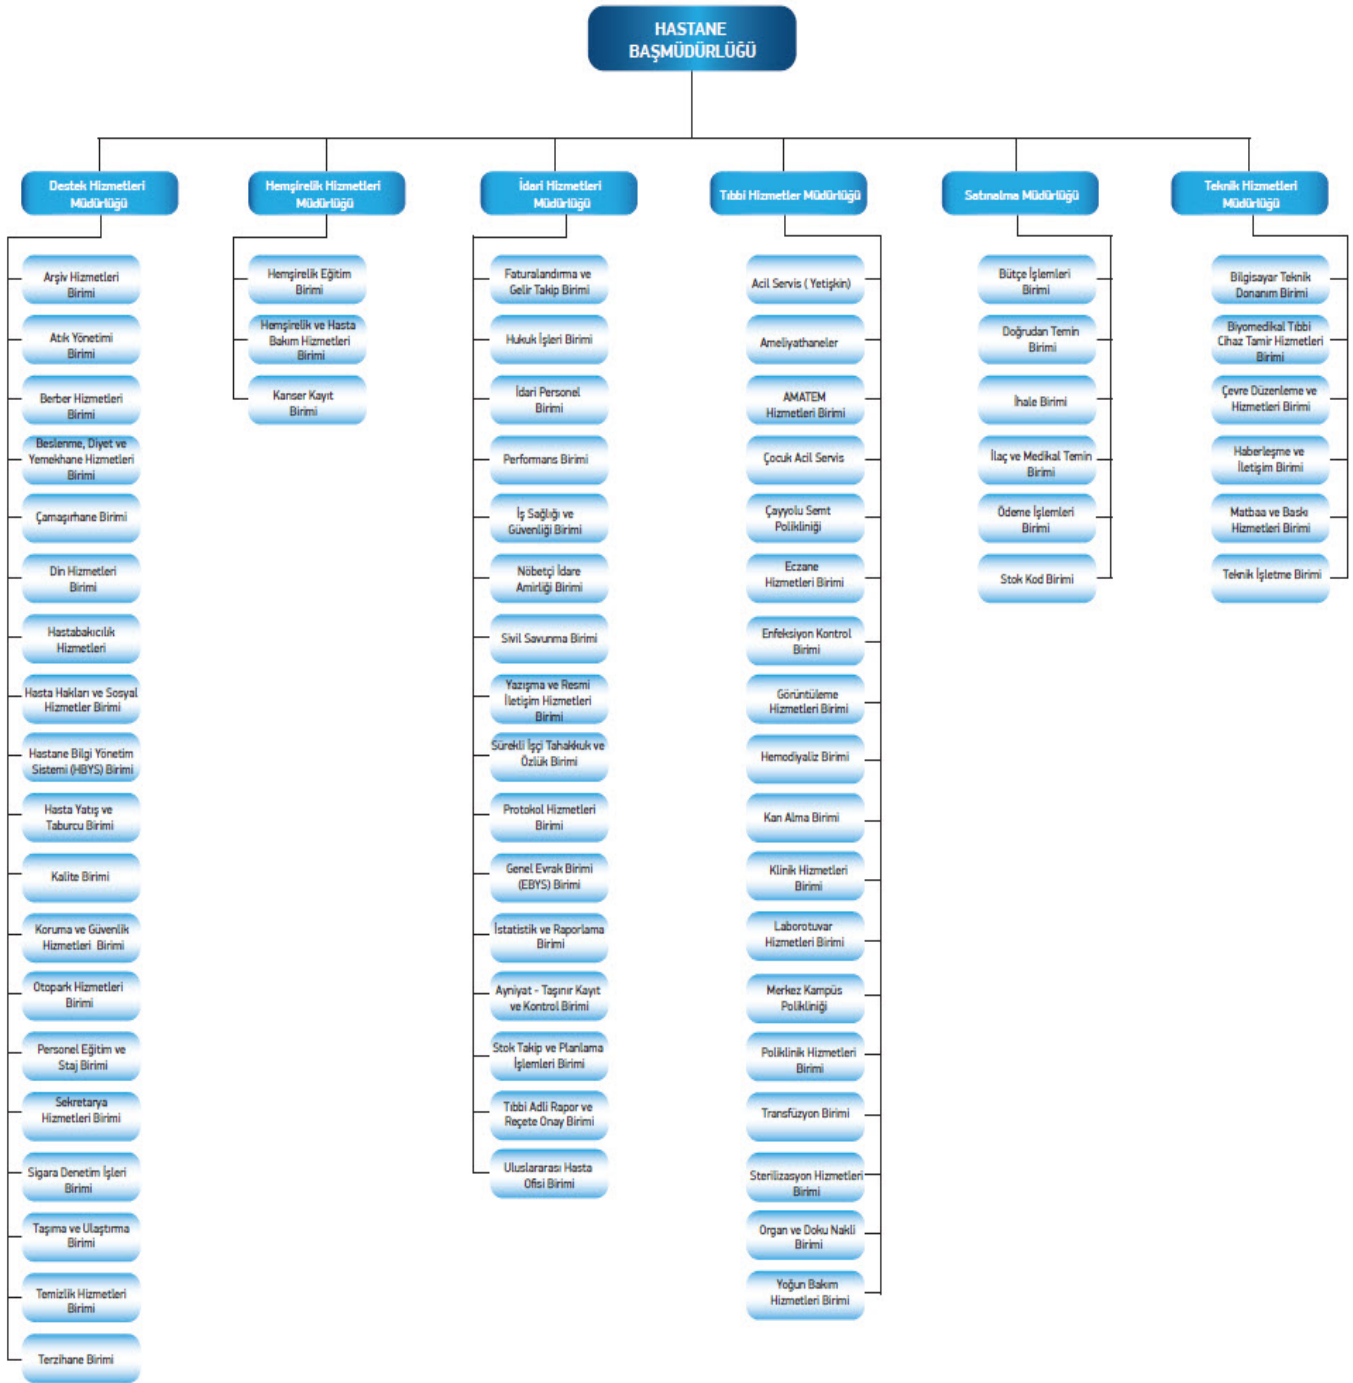 HASTANE
BAŞMÜDÜRLÜĞÜ
Destek Hizmetleri
Müdürlüğü
Arşiv Hizmetleri
Birimi
Atık Yönetimi
Birimi
Berber Hizmetleri
Birimi
Beslenme, Diyet ve
Yemekhane Hizmetleri
Birimi
Çamaşırhane Birimi
Din Hizmetleri
Birimi
Hastabakıcılık
Hizmetleri
Hasta Hakları ve Sosyal
Hizmetler Birimi
Hastane Bilgi Yönetim
Sistemi (HBYS) Birimi
Hasta Yatış ve
Taburcu Birimi
Kalite Birimi
Koruma ve Güvenlik
Hizmetleri Birimi
Otopark Hizmetleri
Birimi
Personel Eğitim ve
Staj Birimi
Sekretarya
Hizmetleri Birimi
Sigara Denetim İşleri
Birimi
Taşıma ve Ulaştırma
Birimi
Temizlik Hizmetleri
Birimi
Terzihane Birimi
Hemşirelik Hizmetleri
Müdürlüğü
Hemşirelik Eğitim
Birimi
Hemşirelik ve Hasta
Bakım Hizmetleri
Birimi
Kanser Kayıt
Birimi
İdari Hizmetleri
Müdürlüğü
Faturalandırma ve
Gelir Takip Birimi
Hukuk İşleri Birimi
İdari Personel
Birimi
Performans Birimi
İş Sağlığı ve
Güvenliği Birimi
Nöbetçi İdare
Amirliği Birimi
Sivil Savunma Birimi
Yazışma ve Resmi
İletişim Hizmetleri
Birimi
Sürekli İşçi Tahakkuk ve
Özlük Birimi
Protokol Hizmetleri
Birimi
Genel Evrak Birimi
(EBYS) Birimi
İstatistik ve Raporlama
Birimi
Ayniyat - Taşınır Kayıt
ve Kontrol Birimi
Stok Takip ve Planlama
İşlemleri Birimi
Tıbbi Adli Rapor ve
Reçete Onay Birimi
Uluslararası Hasta
Ofisi Birimi
Tıbbi Hizmetler Müdürlüğü
Acil Servis ( Yetişkin)
Ameliyathaneler
AMATEM
Hizmetleri Birimi
Çocuk Acil Servis
Çayyolu Semt
Polikliniği
Eczane
Hizmetleri Birimi
Enfeksiyon Kontrol
Birimi
Görüntüleme
Hizmetleri Birimi
Hemodiyaliz Birimi
Kan Alma Birimi
Klinik Hizmetleri
Birimi
Laborotuvar
Hizmetleri Birimi
Merkez Kampüs
Polikliniği
Poliklinik Hizmetleri
Birimi
Transfüzyon Birimi
Sterilizasyon Hizmetleri
Birimi
Organ ve Doku Nakli
Birimi
Yoğun Bakım
Hizmetleri Birimi
Satınalma Müdürlüğü
Bütçe İşlemleri
Birimi
Doğrudan Temin
Birimi
İhale Birimi
İlaç ve Medikal Temin
Birimi
Ödeme İşlemleri
Birimi
Stok Kod Birimi
Teknik Hizmetleri
Müdürlüğü
Bilgisayar Teknik
Donanım Birimi
Biyomedikal Tıbbi
Cihaz Tamir Hizmetleri
Birimi
Çevre Düzenleme ve
Hizmetleri Birimi
Haberleşme ve
İletişim Birimi
Matbaa ve Baskı
Hizmetleri Birimi
Teknik İşletme Birimi